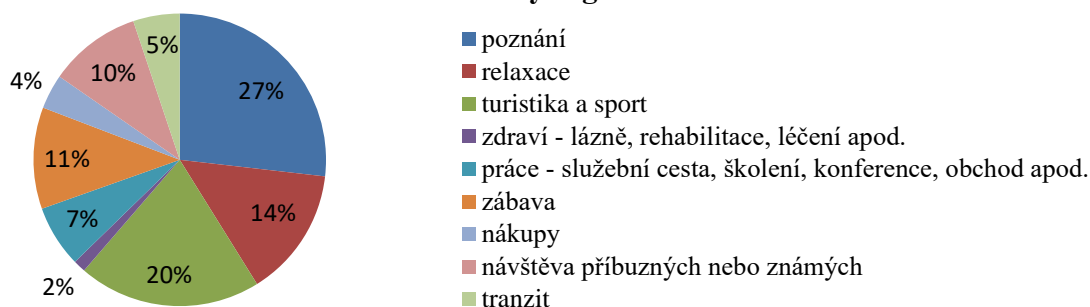 poznání
relaxace
turistika a sport
zdraví - lázně, rehabilitace, léčení apod.
práce - služební cesta, školení, konference, obchod apod.
zábava
nákupy
návštěva příbuzných nebo známých
tranzit
27%
14%
20%
2%
7%
11%
4%
10%
5%